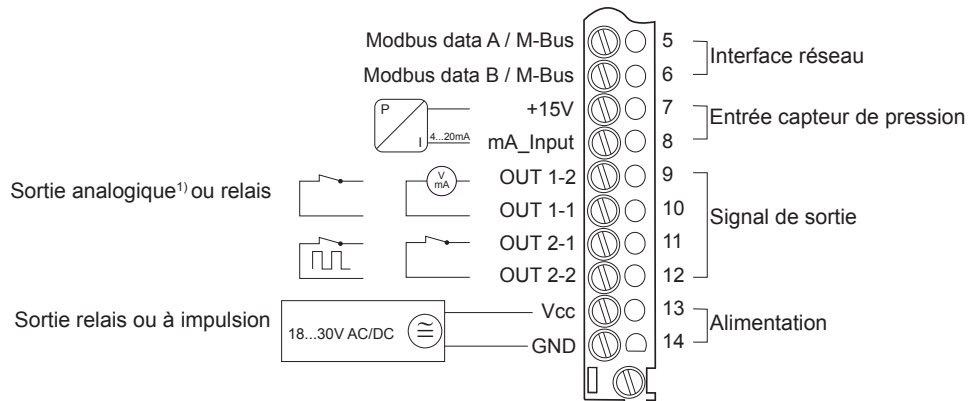 Modbus data A / M-Bus 5
Interface réseau
Modbus data B / M-Bus 6
P
I
4...20mA
+15V 7
Entrée capteur de pression
mA_Input 8
Sortie analogique1) ou relais
V
mA
OUT 1-2 9
OUT 1-1 10
Signal de sortie
OUT 2-1 11
OUT 2-2 12
Sortie relais ou à impulsion
18...30V AC/DC
Vcc 13
Alimentation
GND 14